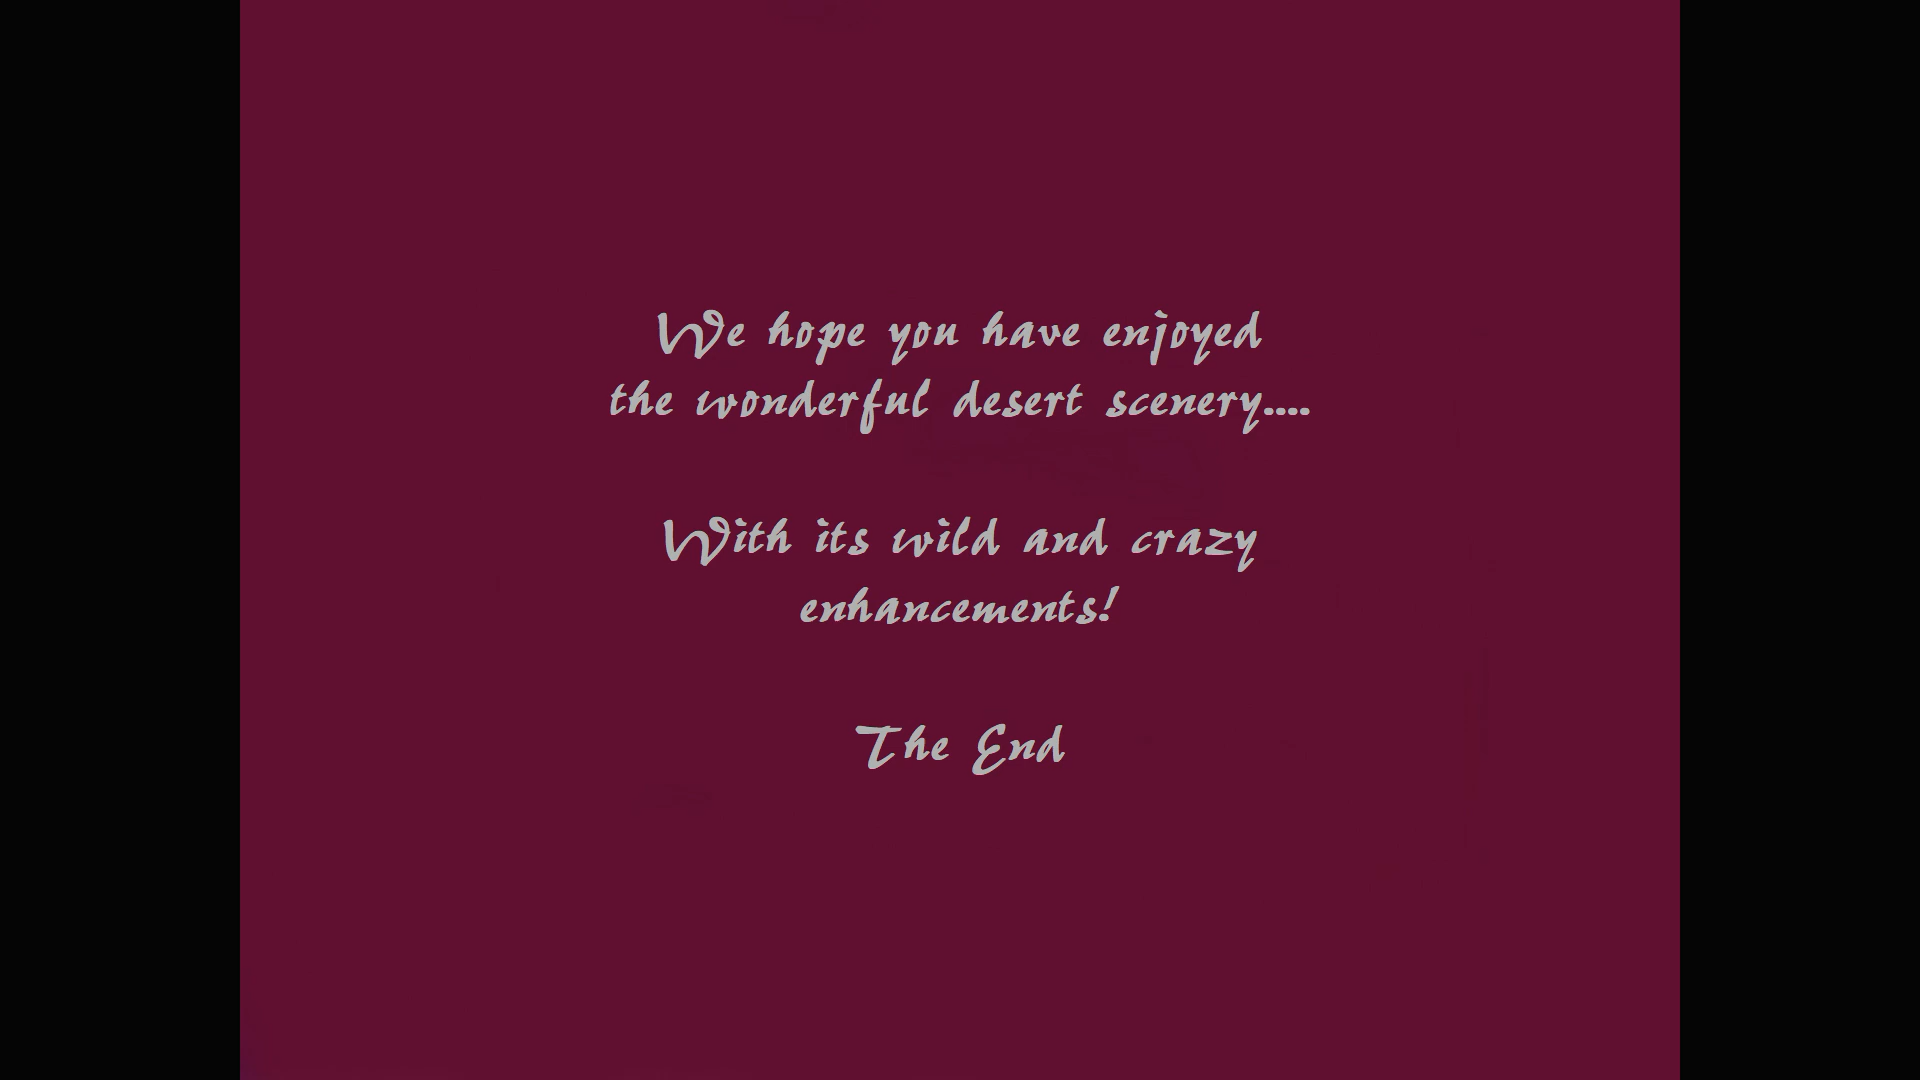 We hope you have enjoyed
the wonderful desert scenery....
With its wild and crazy
enhancements!
The End